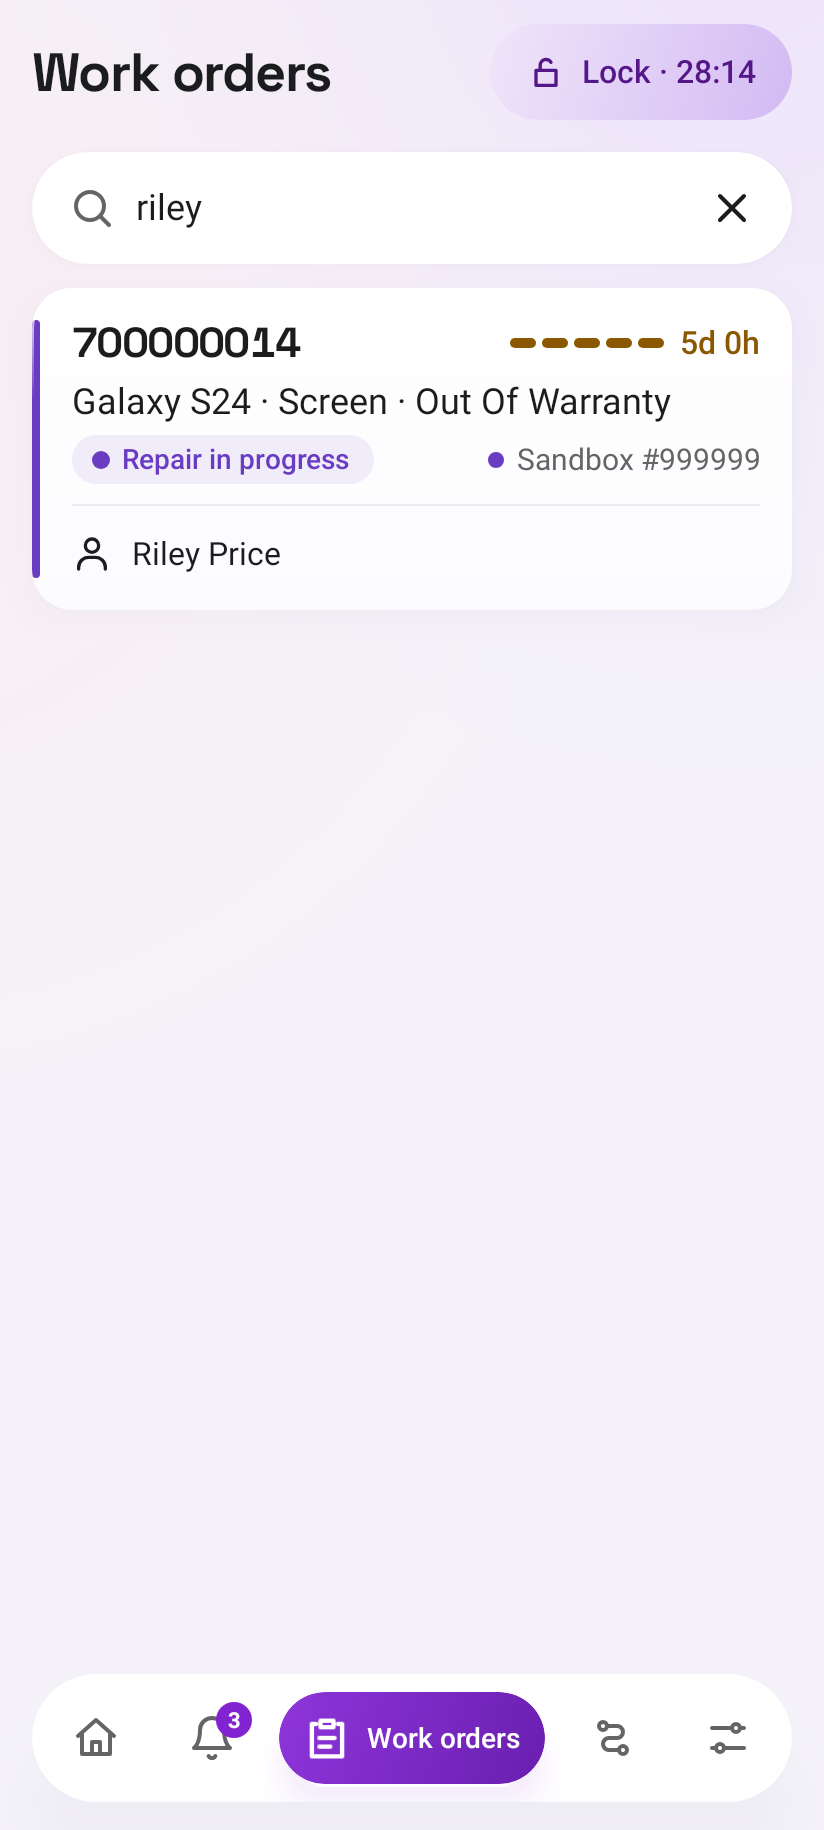 Work orders
Lock · 28:14
riley
700000014
5d 0h
Galaxy S24 · Screen · Out Of Warranty
Repair in progress
Sandbox #999999
Riley Price
3
Work orders